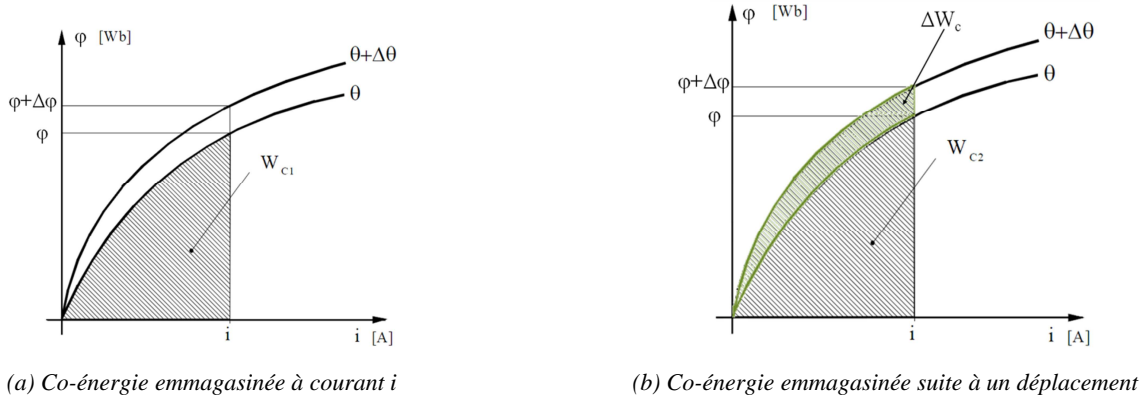 φ [Wb]
θ+Δθ
φ+Δφ
θ
φ
W_C1
i
i [A]
(a) Co-énergie emmagasinée à courant i
φ [Wb]
ΔW_c
θ+Δθ
φ+Δφ
θ
φ
W_C2
i
i [A]
(b) Co-énergie emmagasinée suite à un déplacement